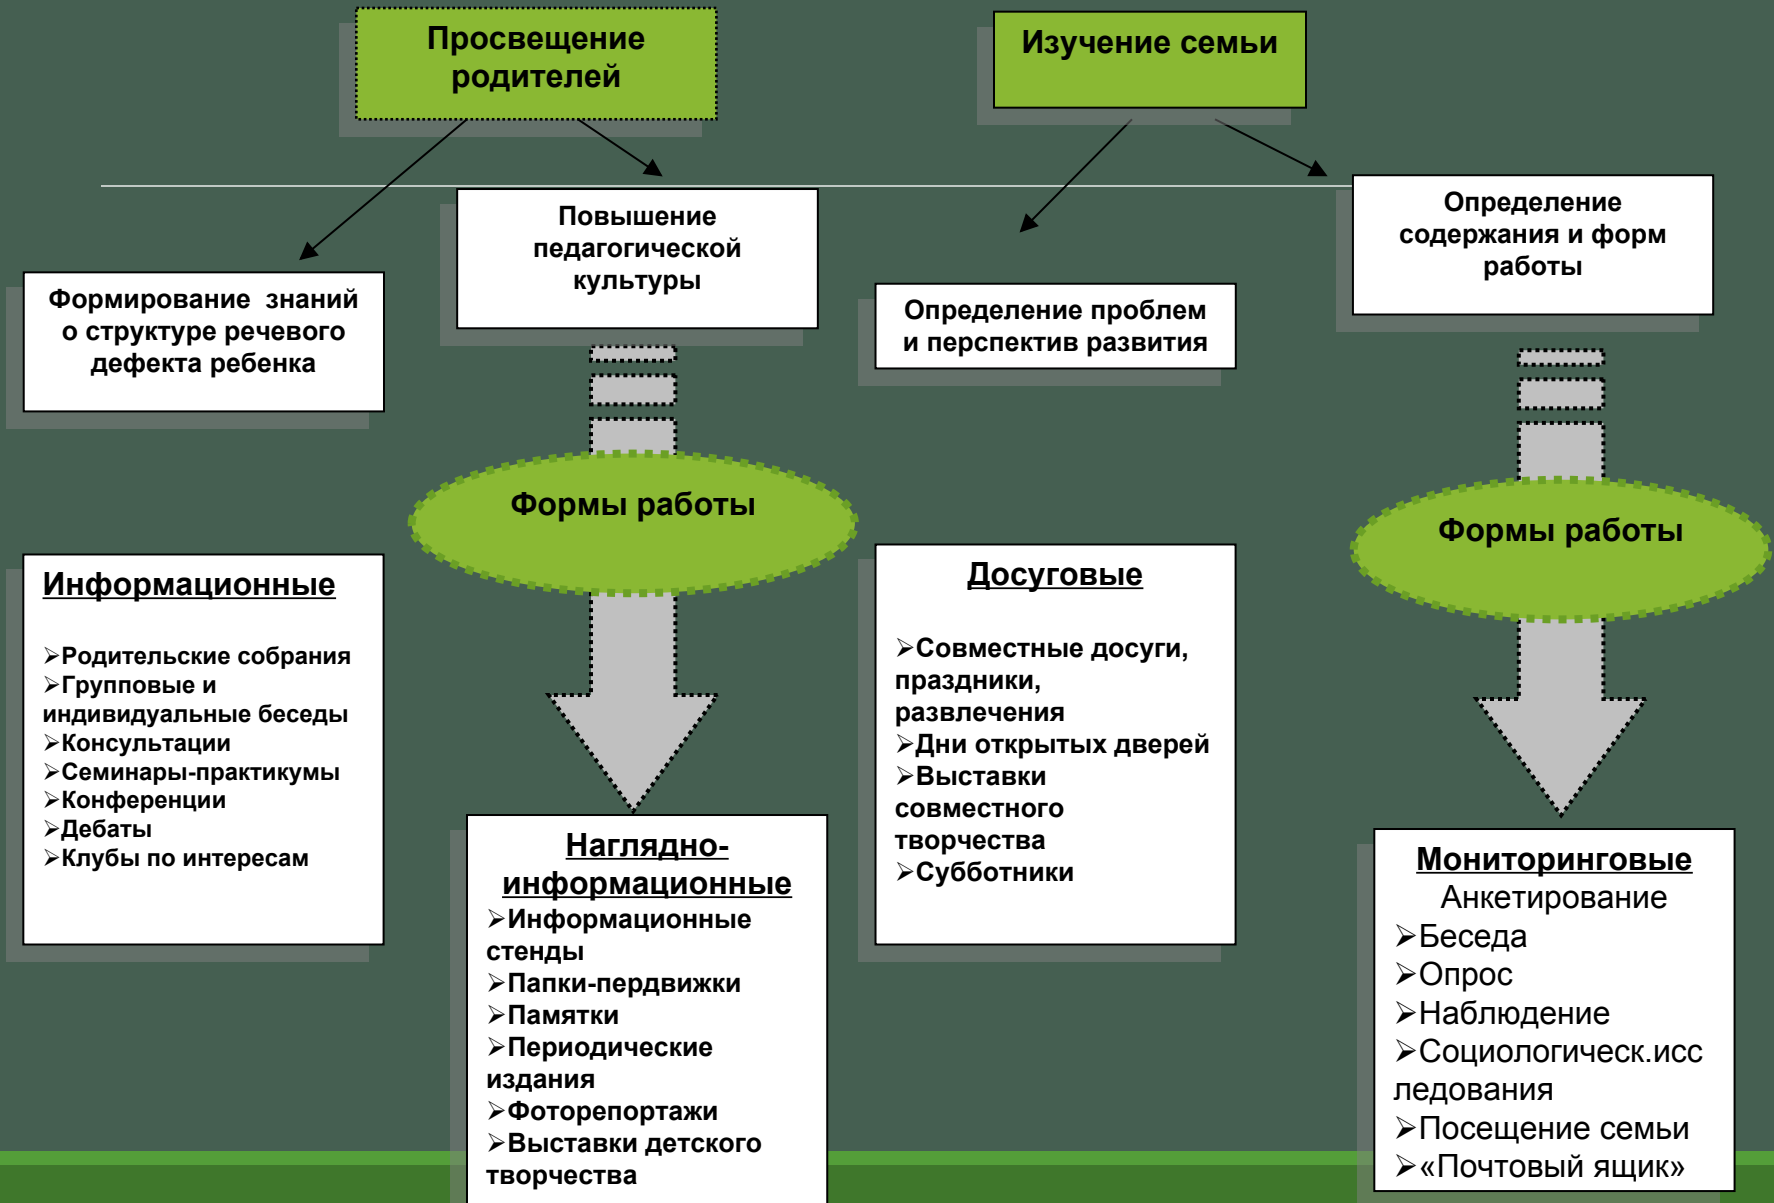 Просвещение
родителей
Изучение семьи
Формирование знаний
о структуре речевого
дефекта ребенка
Повышение
педагогической
культуры
Определение проблем
и перспектив развития
Определение
содержания и форм
работы
Формы работы
Формы работы
Информационные
➢Родительские собрания
➢Групповые и
индивидуальные беседы
➢Консультации
➢Семинары-практикумы
➢Конференции
➢Дебаты
➢Клубы по интересам
Наглядно-
информационные
➢Информационные
стенды
➢Папки-пердвижки
➢Памятки
➢Периодические
издания
➢Фоторепортажи
➢Выставки детского
творчества
Досуговые
➢Совместные досуги,
праздники,
развлечения
➢Дни открытых дверей
➢Выставки
совместного
творчества
➢Субботники
Мониторинговые
Анкетирование
➢Беседа
➢Опрос
➢Наблюдение
➢Социологическ.исс
ледования
➢Посещение семьи
➢«Почтовый ящик»